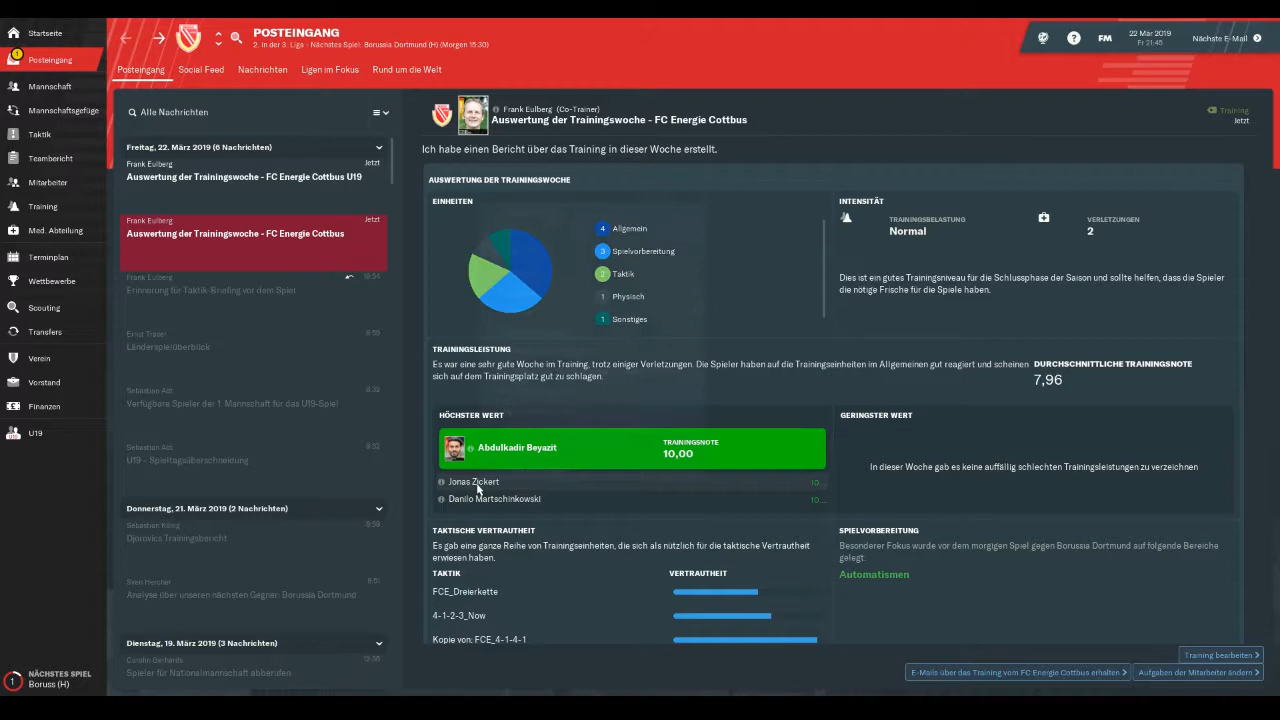 Startseite
1
Posteingang
Mannschaft
Mannschaftsgefüge
Taktik
Teambericht
Mitarbeiter
Training
Med. Abteilung
Terminplan
Wettbewerbe
Scouting
Transfers
Verein
Vorstand
Finanzen
U19
1
NÄCHSTES SPIEL
Boruss (H)
POSTEINGANG
2. in der 3. Liga - Nächstes Spiel: Borussia Dortmund (H) (Morgen 15:30)
FM
22 Mär 2019
Fr 21:45
Nächste E-Mail
Posteingang
Social Feed
Nachrichten
Ligen im Fokus
Rund um die Welt
Alle Nachrichten
Freitag, 22. März 2019 (6 Nachrichten)
Frank Eulberg
Jetzt
Auswertung der Trainingswoche - FC Energie Cottbus U19
Frank Eulberg
Jetzt
Auswertung der Trainingswoche - FC Energie Cottbus
Frank Eulberg
Erinnerung für Taktik-Briefing vor dem Spiel
Länderspielüberblick
Verfügbare Spieler der 1. Mannschaft für das U19-Spiel
U19 - Spieltagsüberschneidung
Donnerstag, 21. März 2019 (2 Nachrichten)
Sebastian König
Djorovics Trainingsbericht
Sven Hercher
Analyse über unseren nächsten Gegner: Borussia Dortmund
Dienstag, 19. März 2019 (3 Nachrichten)
Carolin Gerhards
Spieler für Nationalmannschaft abberufen
Frank Eulberg (Co-Trainer)
Auswertung der Trainingswoche - FC Energie Cottbus
Training
Jetzt
Ich habe einen Bericht über das Training in dieser Woche erstellt.
AUSWERTUNG DER TRAININGSWOCHE
EINHEITEN
4 Allgemein
3 Spielvorbereitung
2 Taktik
1 Physisch
1 Sonstiges
INTENSITÄT
TRAININGSBELASTUNG
Normal
VERLETZUNGEN
2
Dies ist ein gutes Trainingsniveau für die Schlussphase der Saison und sollte helfen, dass die Spieler
die nötige Frische für die Spiele haben.
TRAININGSLEISTUNG
Es war eine sehr gute Woche im Training, trotz einiger Verletzungen. Die Spieler haben auf die Trainingseinheiten im Allgemeinen gut reagiert und scheinen
sich auf dem Trainingsplatz gut zu schlagen.
DURCHSCHNITTLICHE TRAININGSNOTE
7,96
HÖCHSTER WERT
Abdulkadir Beyazit
TRAININGSNOTE
10,00
Jonas Zickert
10...
Danilo Martschinkowski
10...
GERINGSTER WERT
In dieser Woche gab es keine auffällig schlechten Trainingsleistungen zu verzeichnen
TAKTISCHE VERTRAUTHEIT
Es gab eine ganze Reihe von Trainingseinheiten, die sich als nützlich für die taktische Vertrautheit
erwiesen haben.
TAKTIK
VERTRAUTHEIT
FCE_Dreierkette
4-1-2-3_Now
Kopie von: FCE_4-1-4-1
SPIELVORBEREITUNG
Besonderer Fokus wurde vor dem morgigen Spiel gegen Borussia Dortmund auf folgende Bereiche
gelegt:
Automatismen
Training bearbeiten
E-Mails über das Training vom FC Energie Cottbus erhalten
Aufgaben der Mitarbeiter ändern